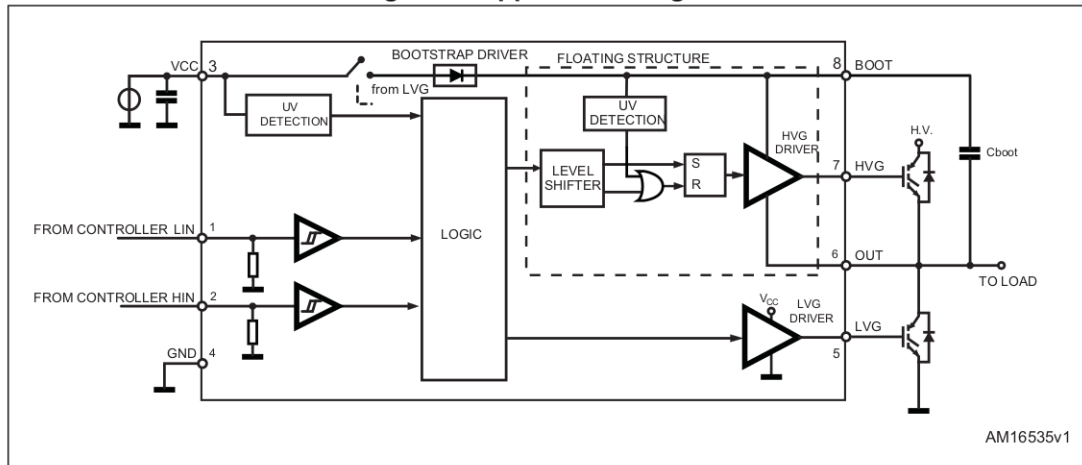 BOOTSTRAP DRIVER
FLOATING STRUCTURE
VCC
3
8
BOOT
from LVG
UV
DETECTION
UV
DETECTION
H.V.
HVG
DRIVER
Cboot
LEVEL
SHIFTER
S
R
7
HVG
LOGIC
FROM CONTROLLER LIN
1
6
OUT
TO LOAD
FROM CONTROLLER HIN
2
VCC
LVG
DRIVER
LVG
5
GND
4
AM16535v1